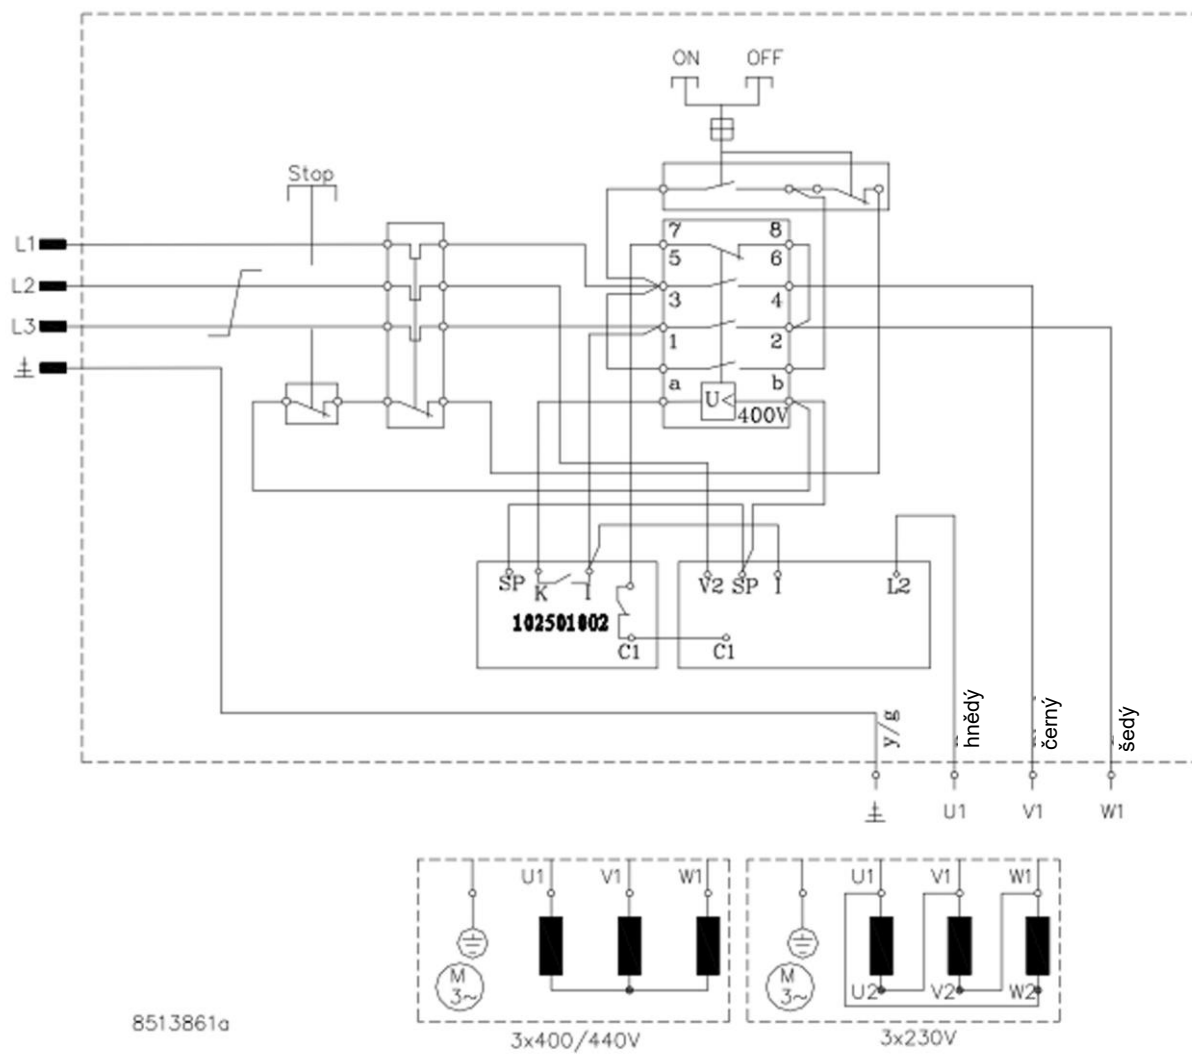 ON OFF
Stop
L1
L2
L3
7 8
5 6
3 4
1 2
a b
U<
400V
SP K I
V2 SP I L2
102501002
C1 C1
y/g
hnědý
černý
šedý
U1 V1 W1
U1 V1 W1
U1 V1 W1
M
3~
M
3~
U2 V2 W2
8513861a
3x400/440V
3x230V